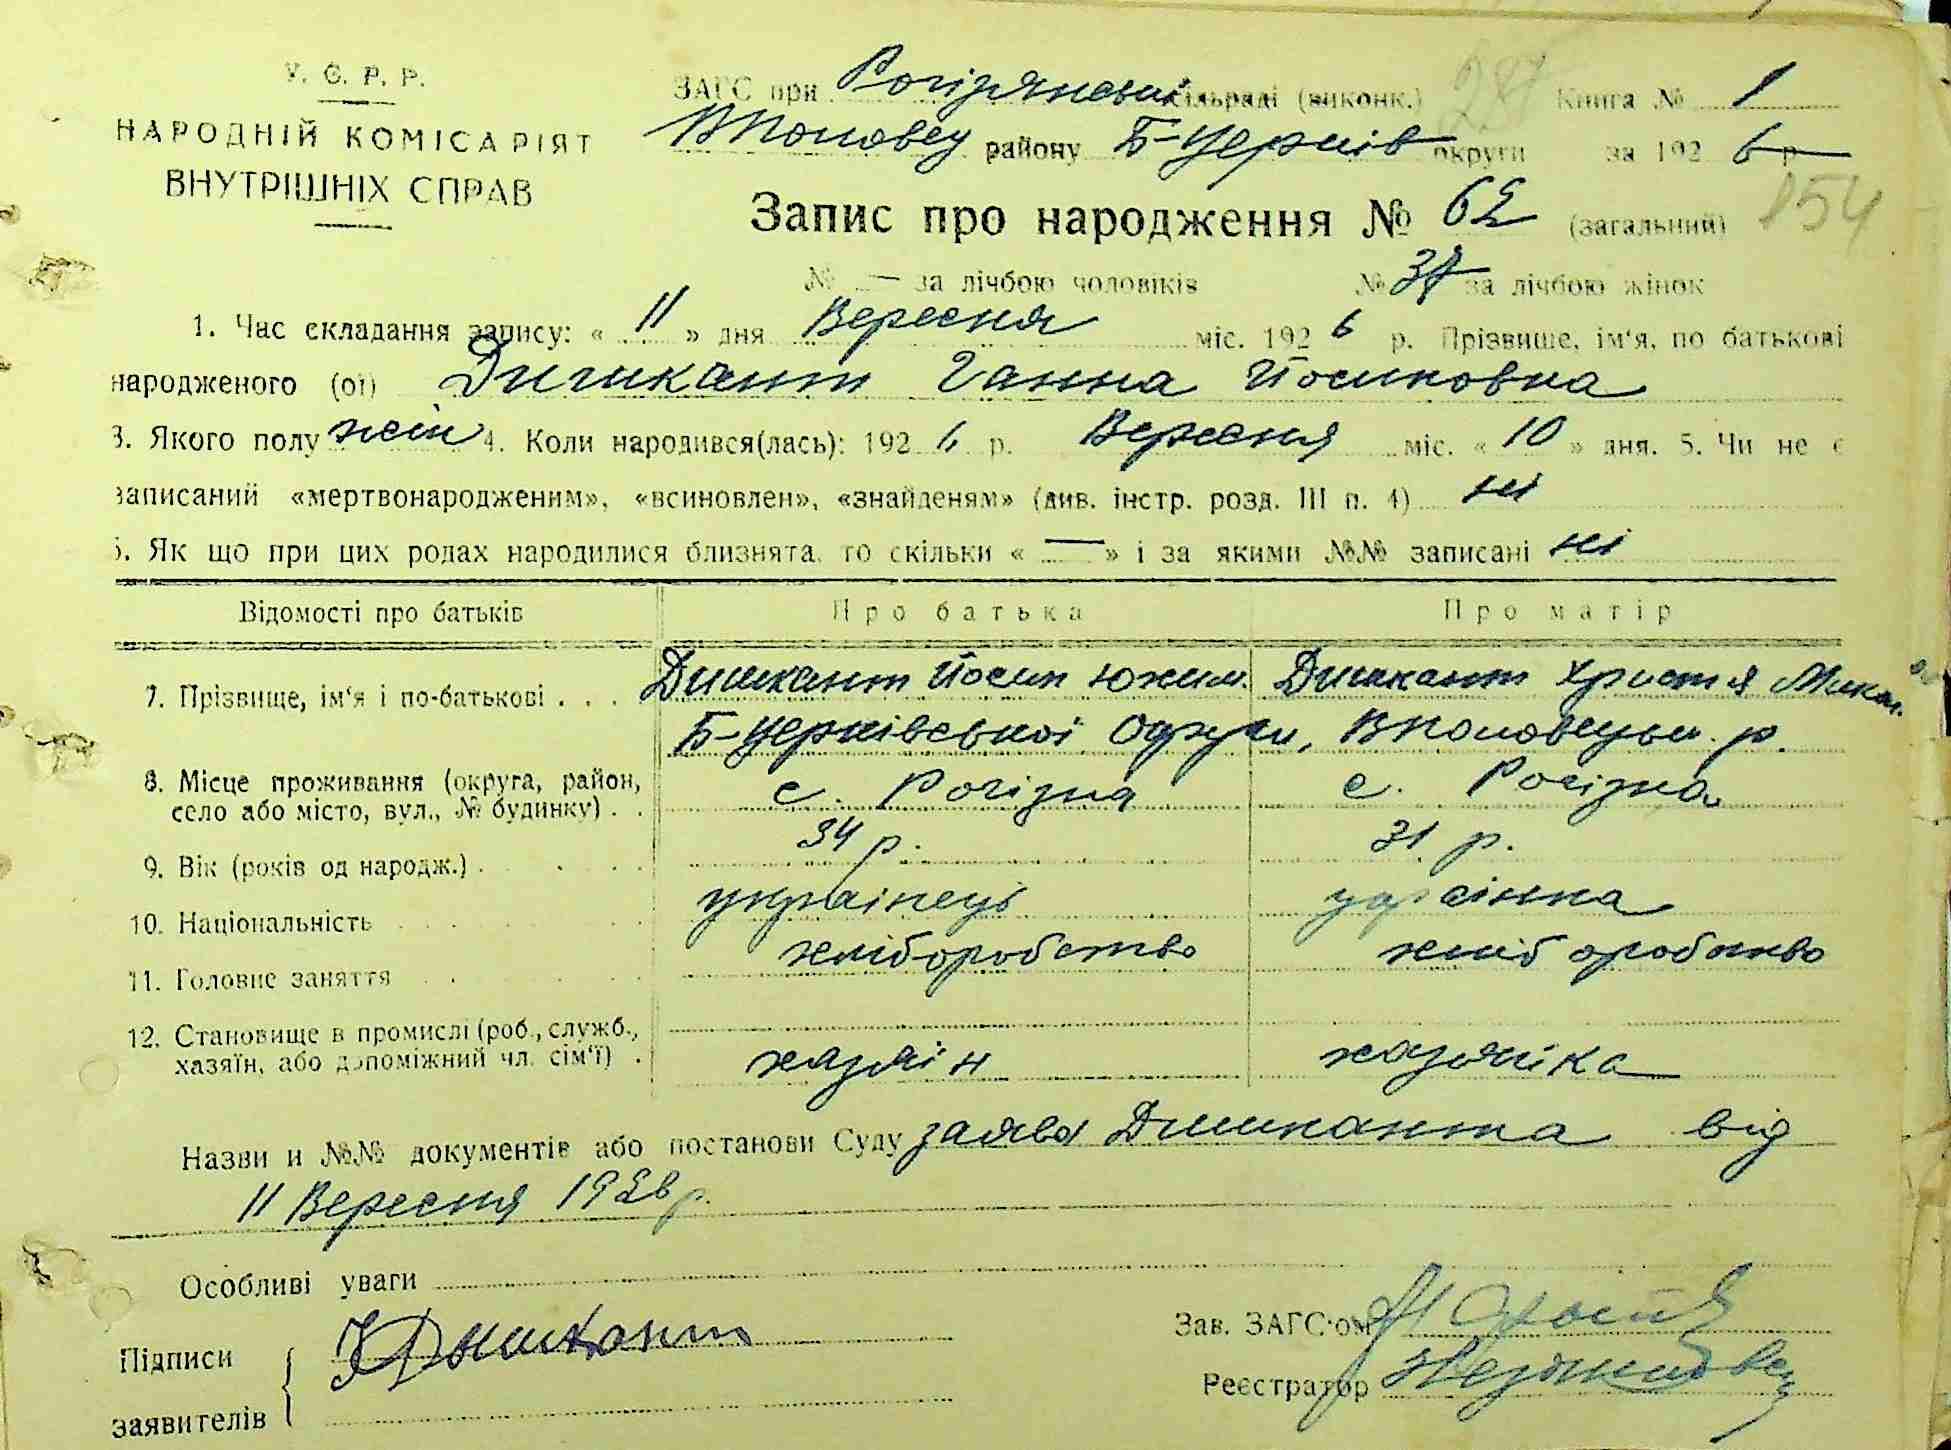 У. С. Р. Р.
НАРОДНІЙ КОМІСАРІЯТ
ВНУТРІШНІХ СПРАВ
ЗАГС при Рогізнянській сільраді (виконк.) Книга № 1
ВПоловец району Б-Церків округи за 1926 р
Запис про народження № 62 (загальний) 154
№ — за лічбою чоловіків № 37 за лічбою жінок
1. Час складання запису: « 11 » дня Вересня міс. 1926 р. Прізвище, ім'я, по батькові
народженого (ої) Дишкант Ганна Йосиповна
3. Якого полу жін 4. Коли народився(лась): 1926 р. Вересня міс. « 10 » дня. 5. Чи не є
записаний «мертвонародженим», «всиновлен», «знайденям» (див. інстр. розд. III п. 4) ні
6. Як що при цих родах народилися близнята, то скільки « — » і за якими №№ записані ні
Відомості про батьків Про батька Про матір
7. Прізвище, ім'я і по-батькові . . . Дишкант Йосип Юхим. Дишкант Христя Микол.
Б-Церківської Округи, ВПоловецьк. р.
8. Місце проживання (округа, район,
село або місто, вул., № будинку) . . с. Рогізна с. Рогізна
9. Вік (років од народж.) . 34 р. 31 р.
10. Національність українець українка
11. Головне заняття хліборобство хліборобство
12. Становище в промислі (роб., служб.,
хазяїн, або допоміжний чл. сім'ї) . хазяїн хазяйка
Назви и №№ документів або постанови Суду заява Дишканта від
11 Вересня 1926 р.
Особливі уваги
Підписи Дышкант
заявителів
Зав. ЗАГС'ом
Реєстратор